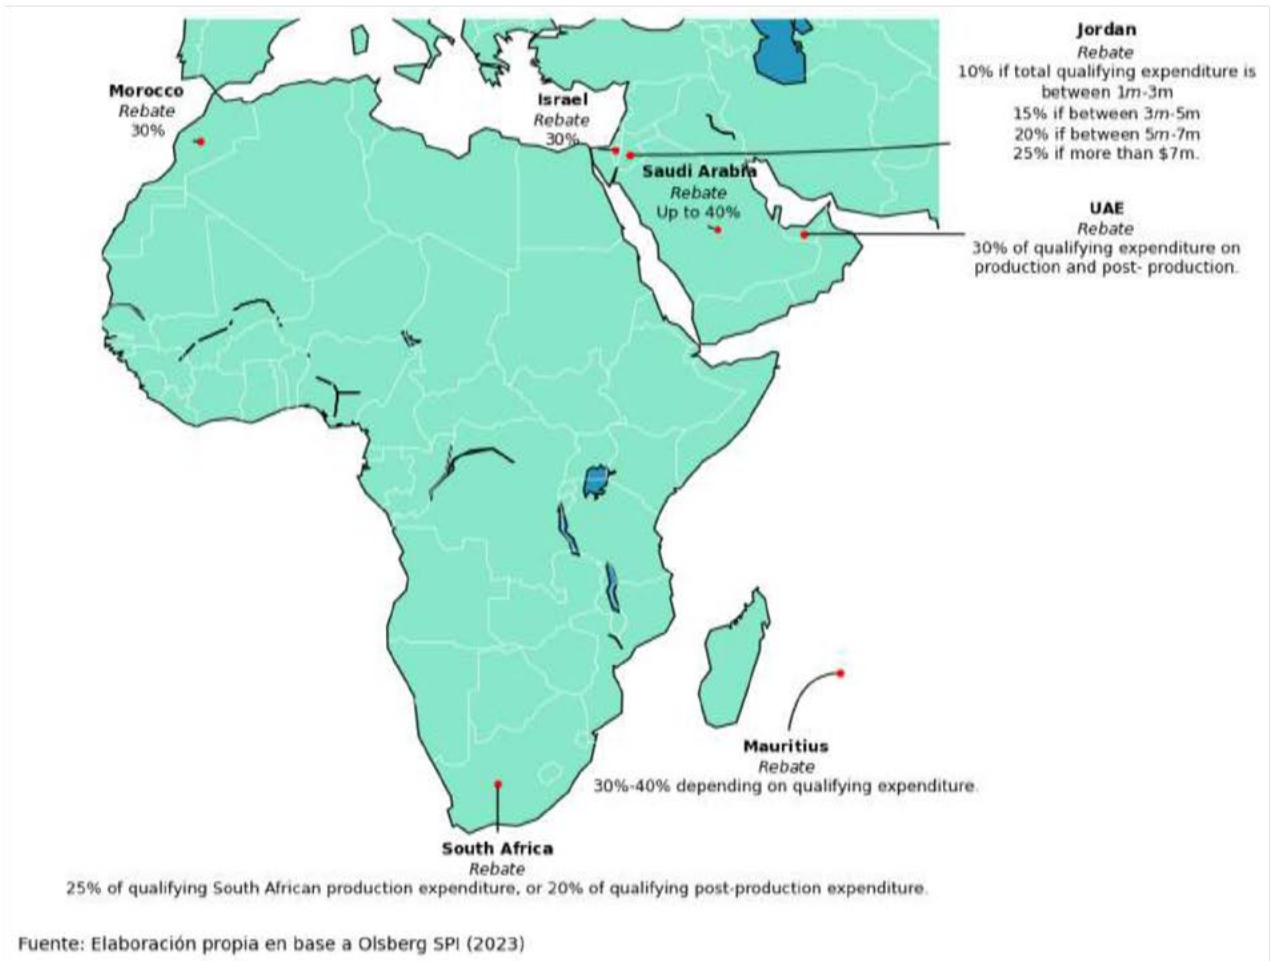 Jordan
Rebate
10% if total qualifying expenditure is
between 1m-3m
15% if between 3m-5m
20% if between 5m-7m
25% if more than $7m.
Morocco
Rebate
30%
Israel
Rebate
30%
Saudi Arabia
Rebate
Up to 40%
UAE
Rebate
30% of qualifying expenditure on
production and post- production.
Mauritius
Rebate
30%-40% depending on qualifying expenditure.
South Africa
Rebate
25% of qualifying South African production expenditure, or 20% of qualifying post-production expenditure.
Fuente: Elaboración propia en base a Olsberg SPI (2023)